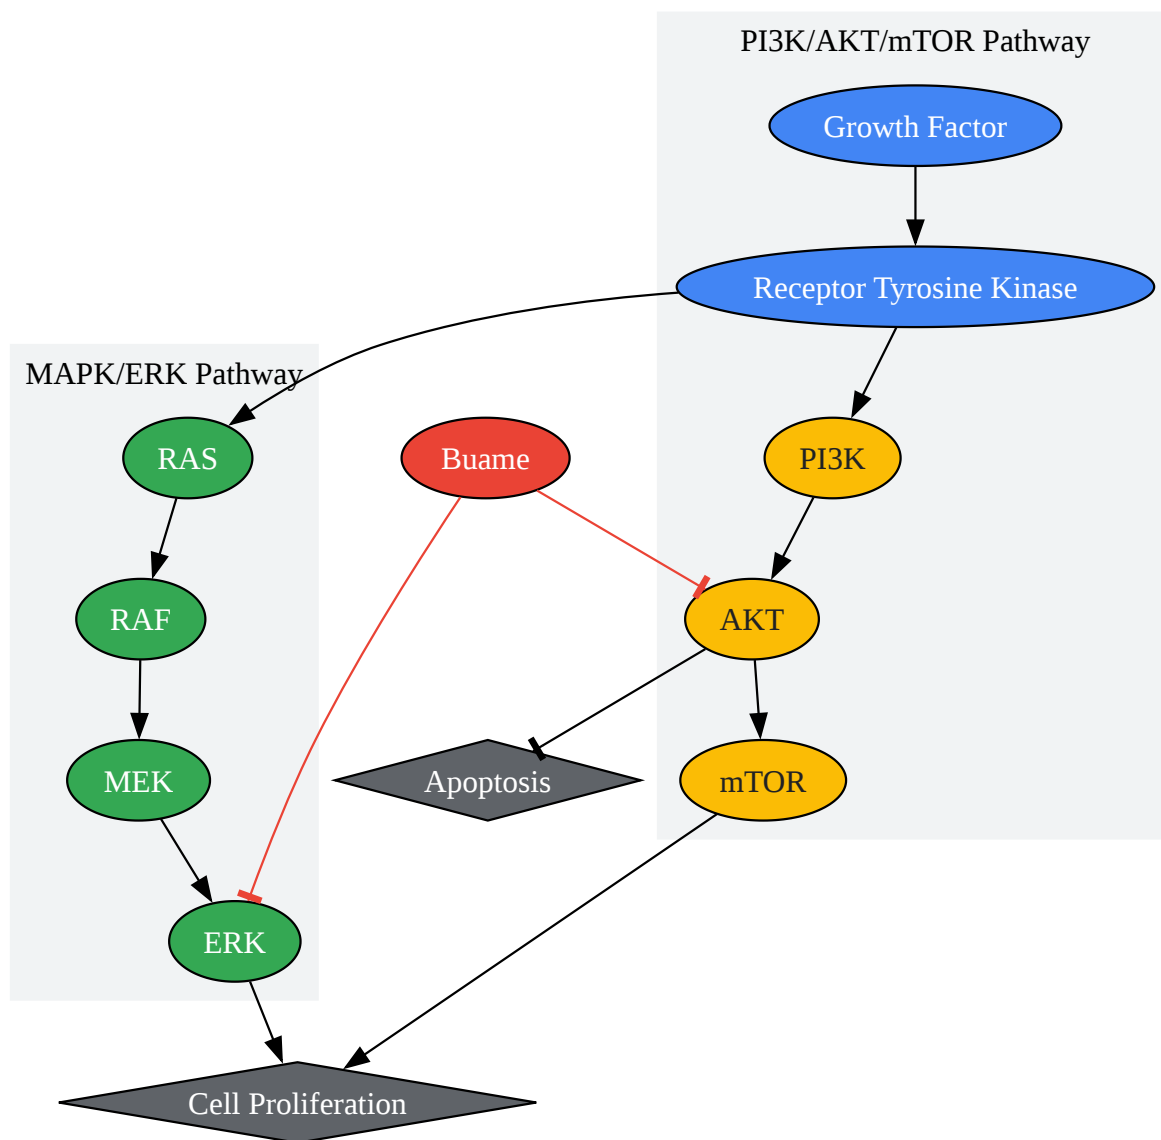 PI3K/AKT/mTOR Pathway
Growth Factor
Receptor Tyrosine Kinase
MAPK/ERK Pathway
RAS
Buame
PI3K
RAF
AKT
MEK
Apoptosis
mTOR
ERK
Cell Proliferation